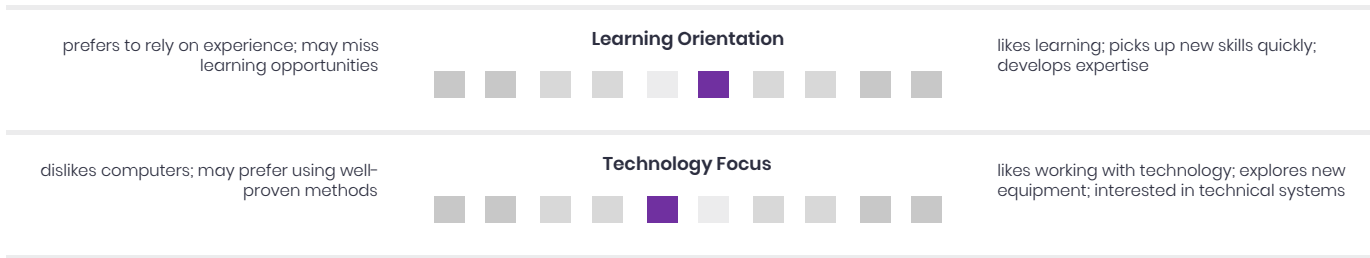 Learning Orientation
prefers to rely on experience; may miss
learning opportunities
likes learning; picks up new skills quickly;
develops expertise
Technology Focus
dislikes computers; may prefer using well-
proven methods
likes working with technology; explores new
equipment; interested in technical systems